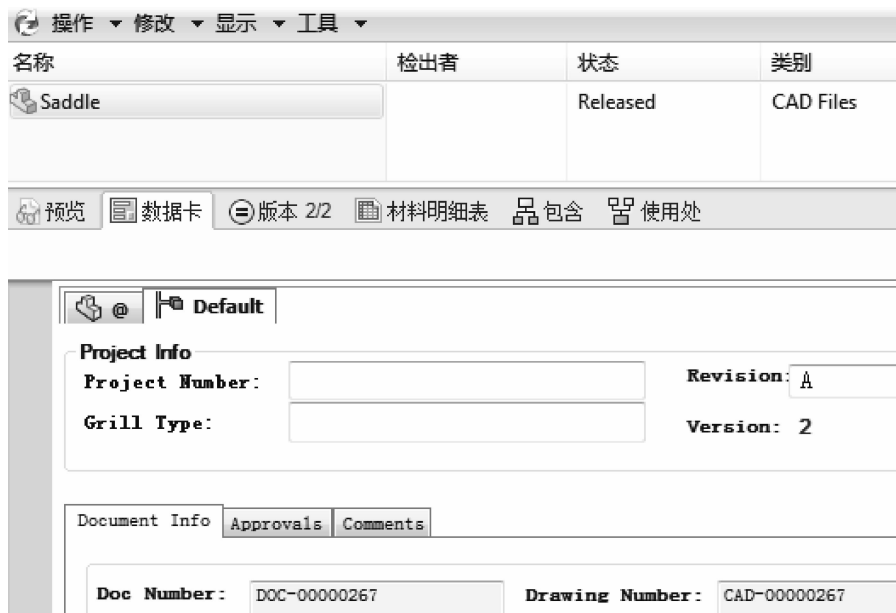 操作 修改 显示 工具
名称 检出者 状态 类别
Saddle Released CAD Files
预览 数据卡 版本 2/2 材料明细表 包含 使用处
@ Default
Project Info
Project Number: Revision: A
Grill Type: Version: 2
Document Info Approvals Comments
Doc Number: DOC-00000267 Drawing Number: CAD-00000267